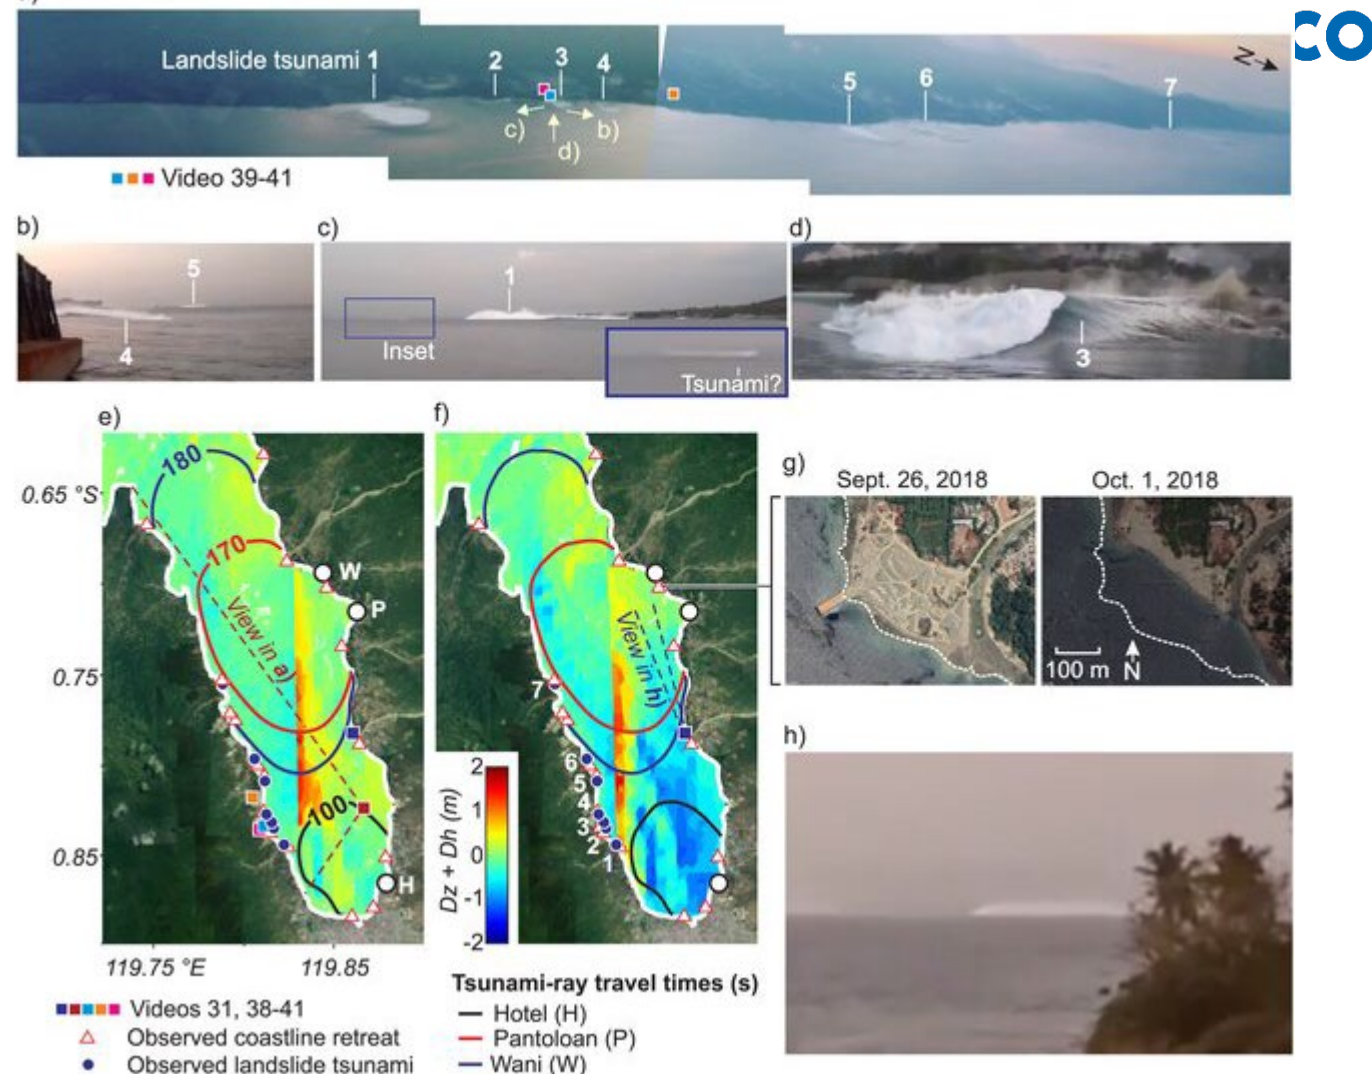 CO
Landslide tsunami 1 2 3 4 5 6 7 N
c) b)
d)
Video 39-41
b) c) d)
5
4
1
Inset
Tsunami?
3
e) f) g)
Sept. 26, 2018 Oct. 1, 2018
100 m N
0.65 °S
0.75
0.85
180
170
W
P
View in a)
100
H
119.75 °E 119.85
View in h)
7
6
5
4
3
2
1
2
1
0
-1
-2
Dz + Dh (m)
h)
Videos 31, 38-41
Observed coastline retreat
Observed landslide tsunami
Tsunami-ray travel times (s)
Hotel (H)
Pantoloan (P)
Wani (W)